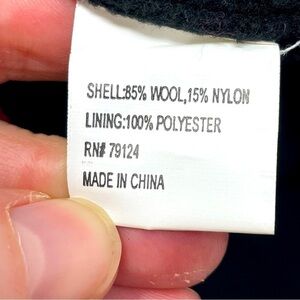 SHELL:85% WOOL,15% NYLON
LINING:100% POLYESTER
RN# 79124
MADE IN CHINA